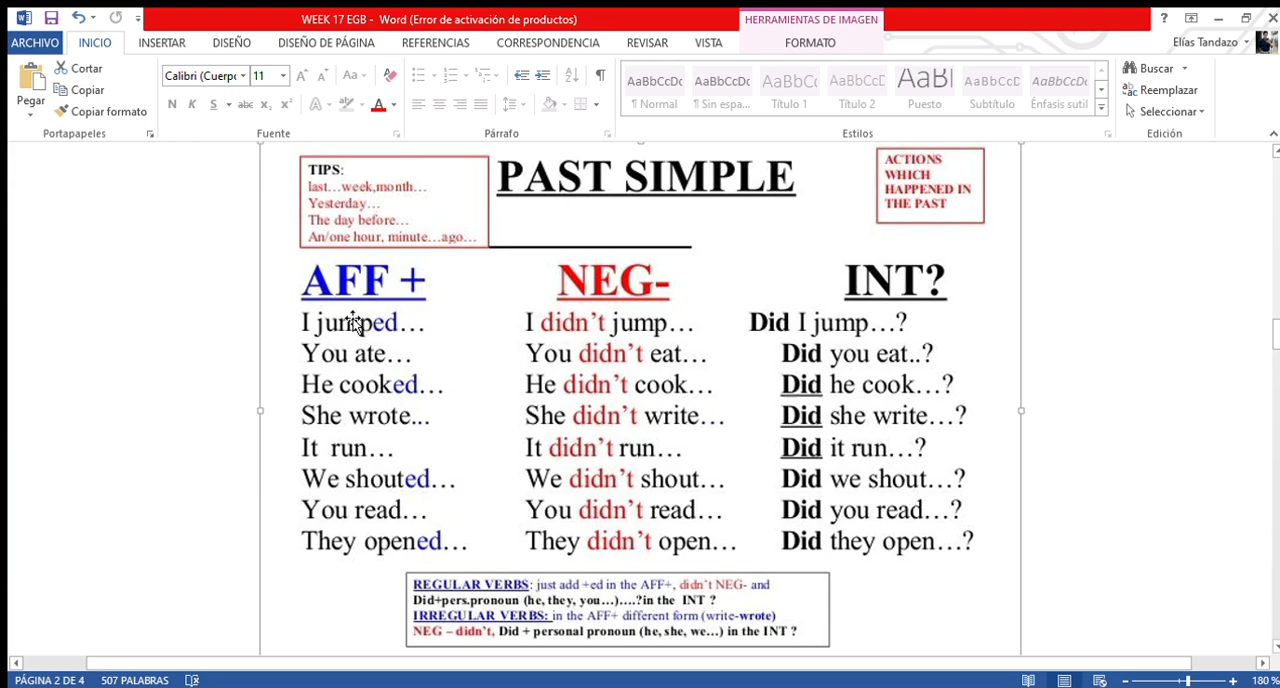 WEEK 17 EGB - Word (Error de activación de productos)
HERRAMIENTAS DE IMAGEN
?
ARCHIVO INICIO INSERTAR DISEÑO DISEÑO DE PÁGINA REFERENCIAS CORRESPONDENCIA REVISAR VISTA FORMATO
Elías Tandazo
Pegar
Cortar
Copiar
Copiar formato
Portapapeles
Calibri (Cuerpo 11
N K S abc x₂ x²
Aa
A A
Fuente
Párrafo
AaBbCcDc AaBbCcDc AaBbCc AaBbCcC AaBl AaBbCcD AaBbCcDc
¶ Normal ¶ Sin espa... Título 1 Título 2 Puesto Subtítulo Énfasis sutil
Estilos
Buscar
Reemplazar
Seleccionar
Edición
TIPS:
last…week,month…
Yesterday…
The day before…
An/one hour, minute…ago…
PAST SIMPLE
ACTIONS
WHICH
HAPPENED IN
THE PAST
AFF + NEG- INT?
I jumped… I didn’t jump… Did I jump…?
You ate… You didn’t eat… Did you eat..?
He cooked… He didn’t cook… Did he cook…?
She wrote... She didn’t write… Did she write…?
It run… It didn’t run… Did it run…?
We shouted… We didn’t shout… Did we shout…?
You read… You didn’t read… Did you read…?
They opened… They didn’t open… Did they open…?
REGULAR VERBS: just add +ed in the AFF+, didn’t NEG- and
Did+pers.pronoun (he, they, you…)….?in the INT ?
IRREGULAR VERBS: in the AFF+ different form (write-wrote)
NEG – didn’t, Did + personal pronoun (he, she, we…) in the INT ?
PÁGINA 2 DE 4 507 PALABRAS
180 %